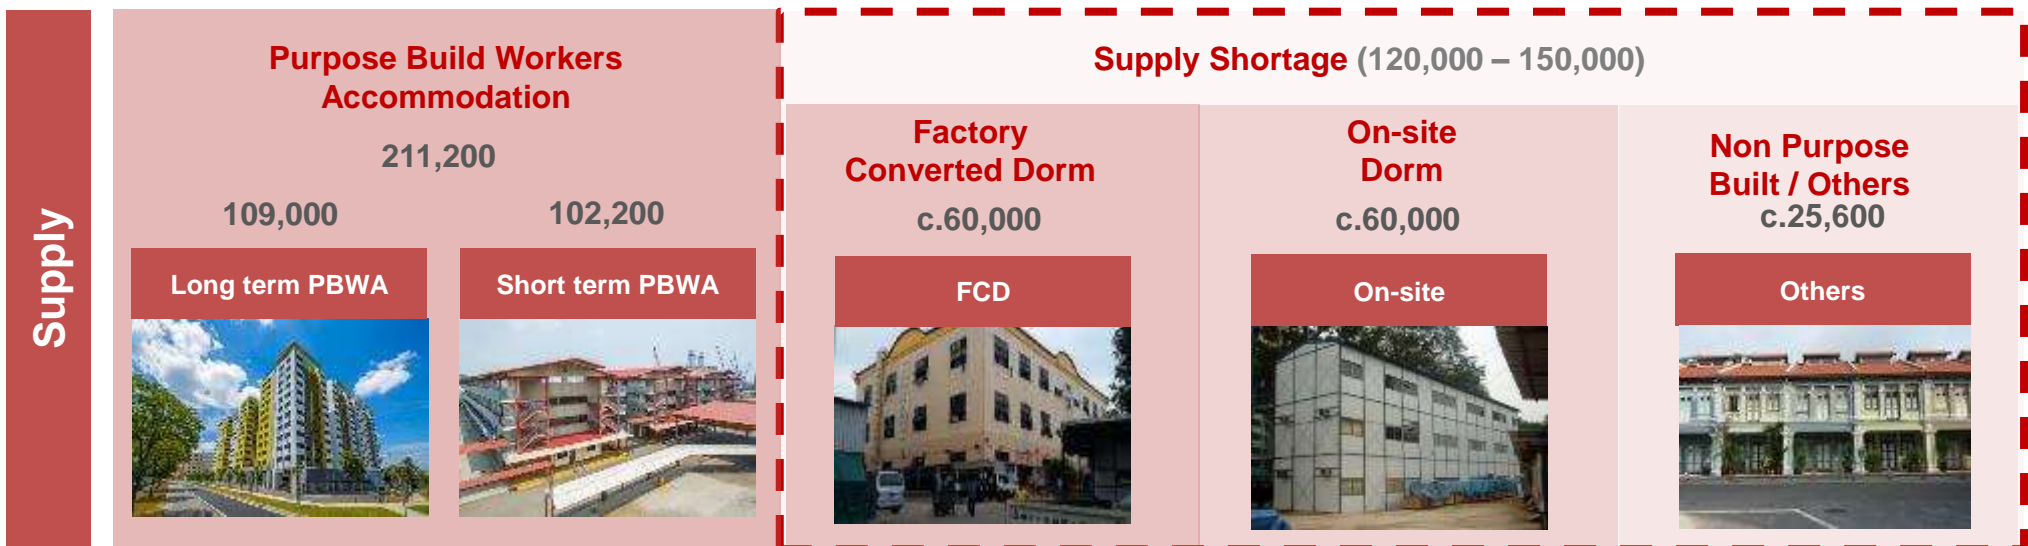 Supply
Purpose Build Workers
Accommodation
211,200
109,000
102,200
Long term PBWA
Short term PBWA
Supply Shortage (120,000 – 150,000)
Factory
Converted Dorm
c.60,000
FCD
On-site
Dorm
c.60,000
On-site
Non Purpose
Built / Others
c.25,600
Others